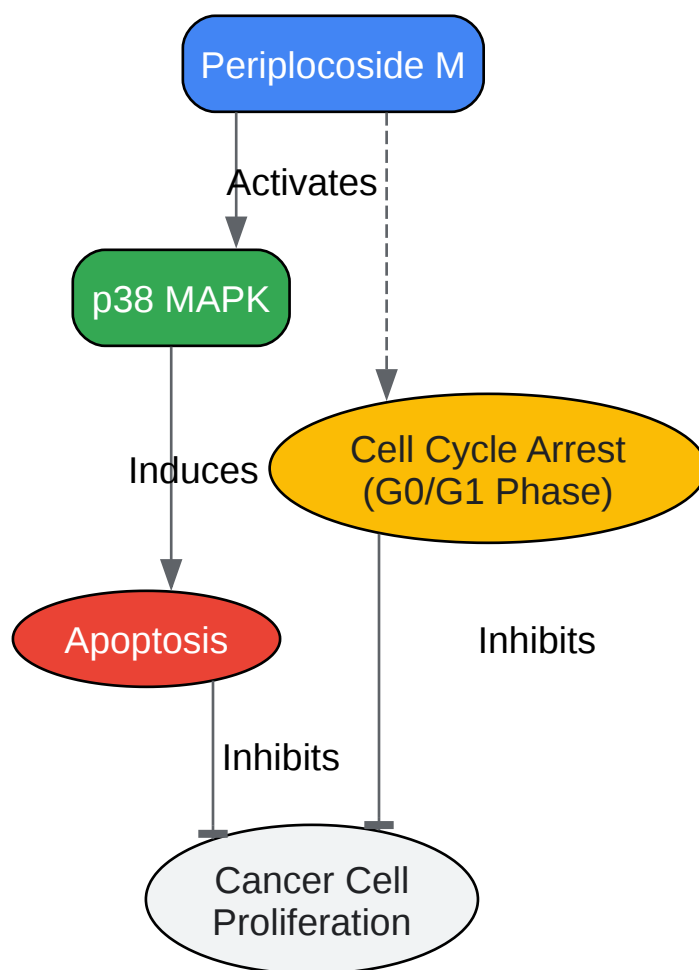 Periplocoside M
Activates
p38 MAPK
Cell Cycle Arrest
(G0/G1 Phase)
Induces
Apoptosis
Inhibits
Inhibits
Cancer Cell
Proliferation